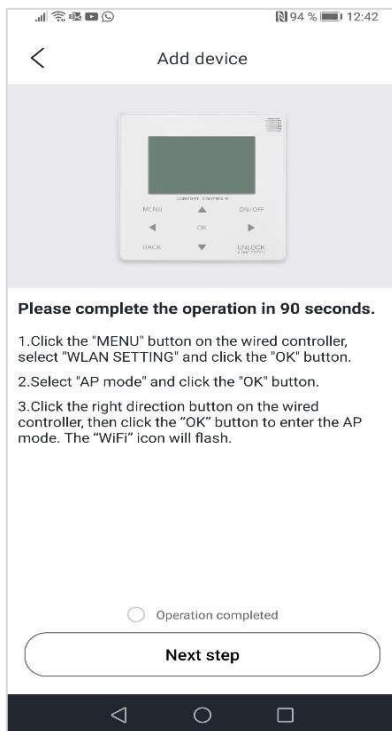 94 % 12:42
Add device
COMFORT CONTROLS
MENU
ON/OFF
OK
BACK
UNLOCK
Please complete the operation in 90 seconds.
1.Click the "MENU" button on the wired controller,
select "WLAN SETTING" and click the "OK" button.
2.Select "AP mode" and click the "OK" button.
3.Click the right direction button on the wired
controller, then click the “OK” button to enter the AP
mode. The “WiFi” icon will flash.
Operation completed
Next step